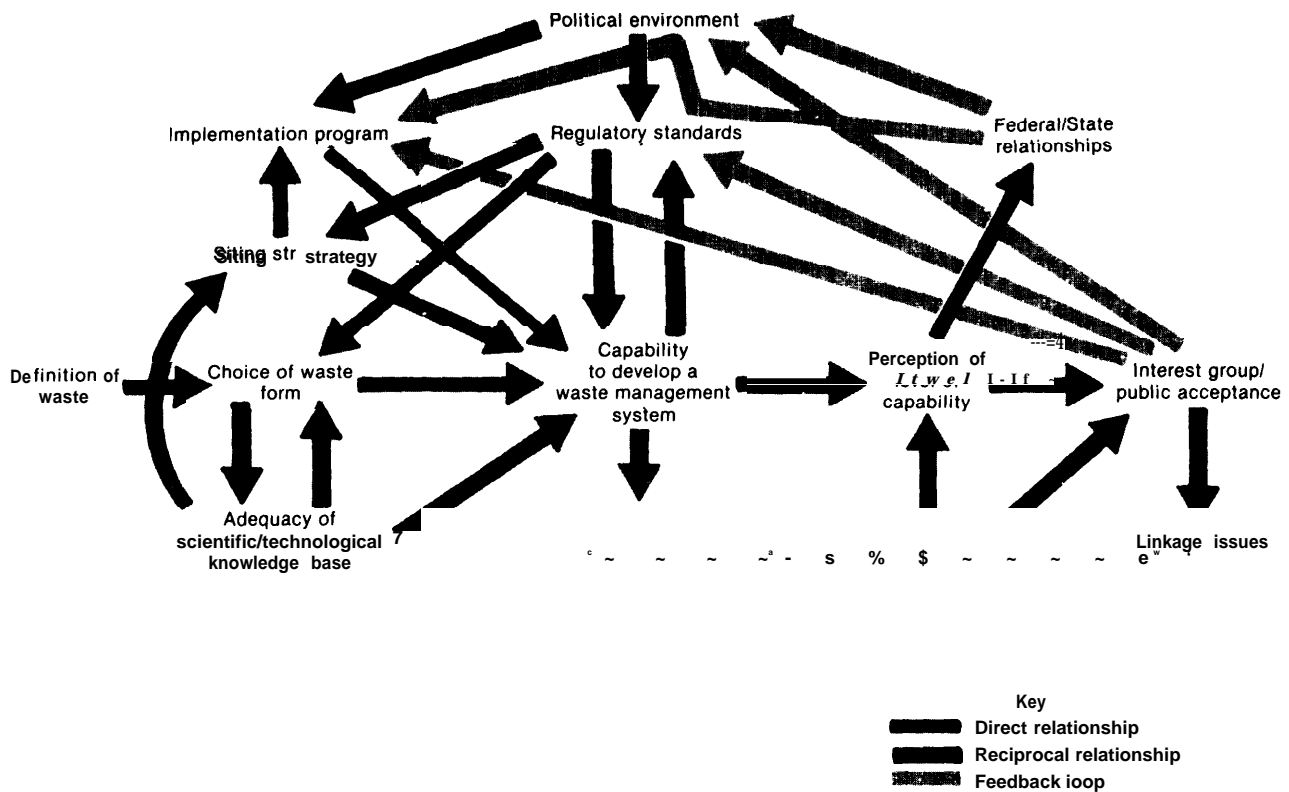 Political environment
Implementation program
Regulatory standards
Federal/State
relationships
Siting str strategy
Definition of
waste
Choice of waste
form
Capability
to develop a
waste management
system
Perception of
capability
Interest group/
public acceptance
Adequacy of
scientific/technological
knowledge base
Linkage issues
Key
Direct relationship
Reciprocal relationship
Feedback ioop